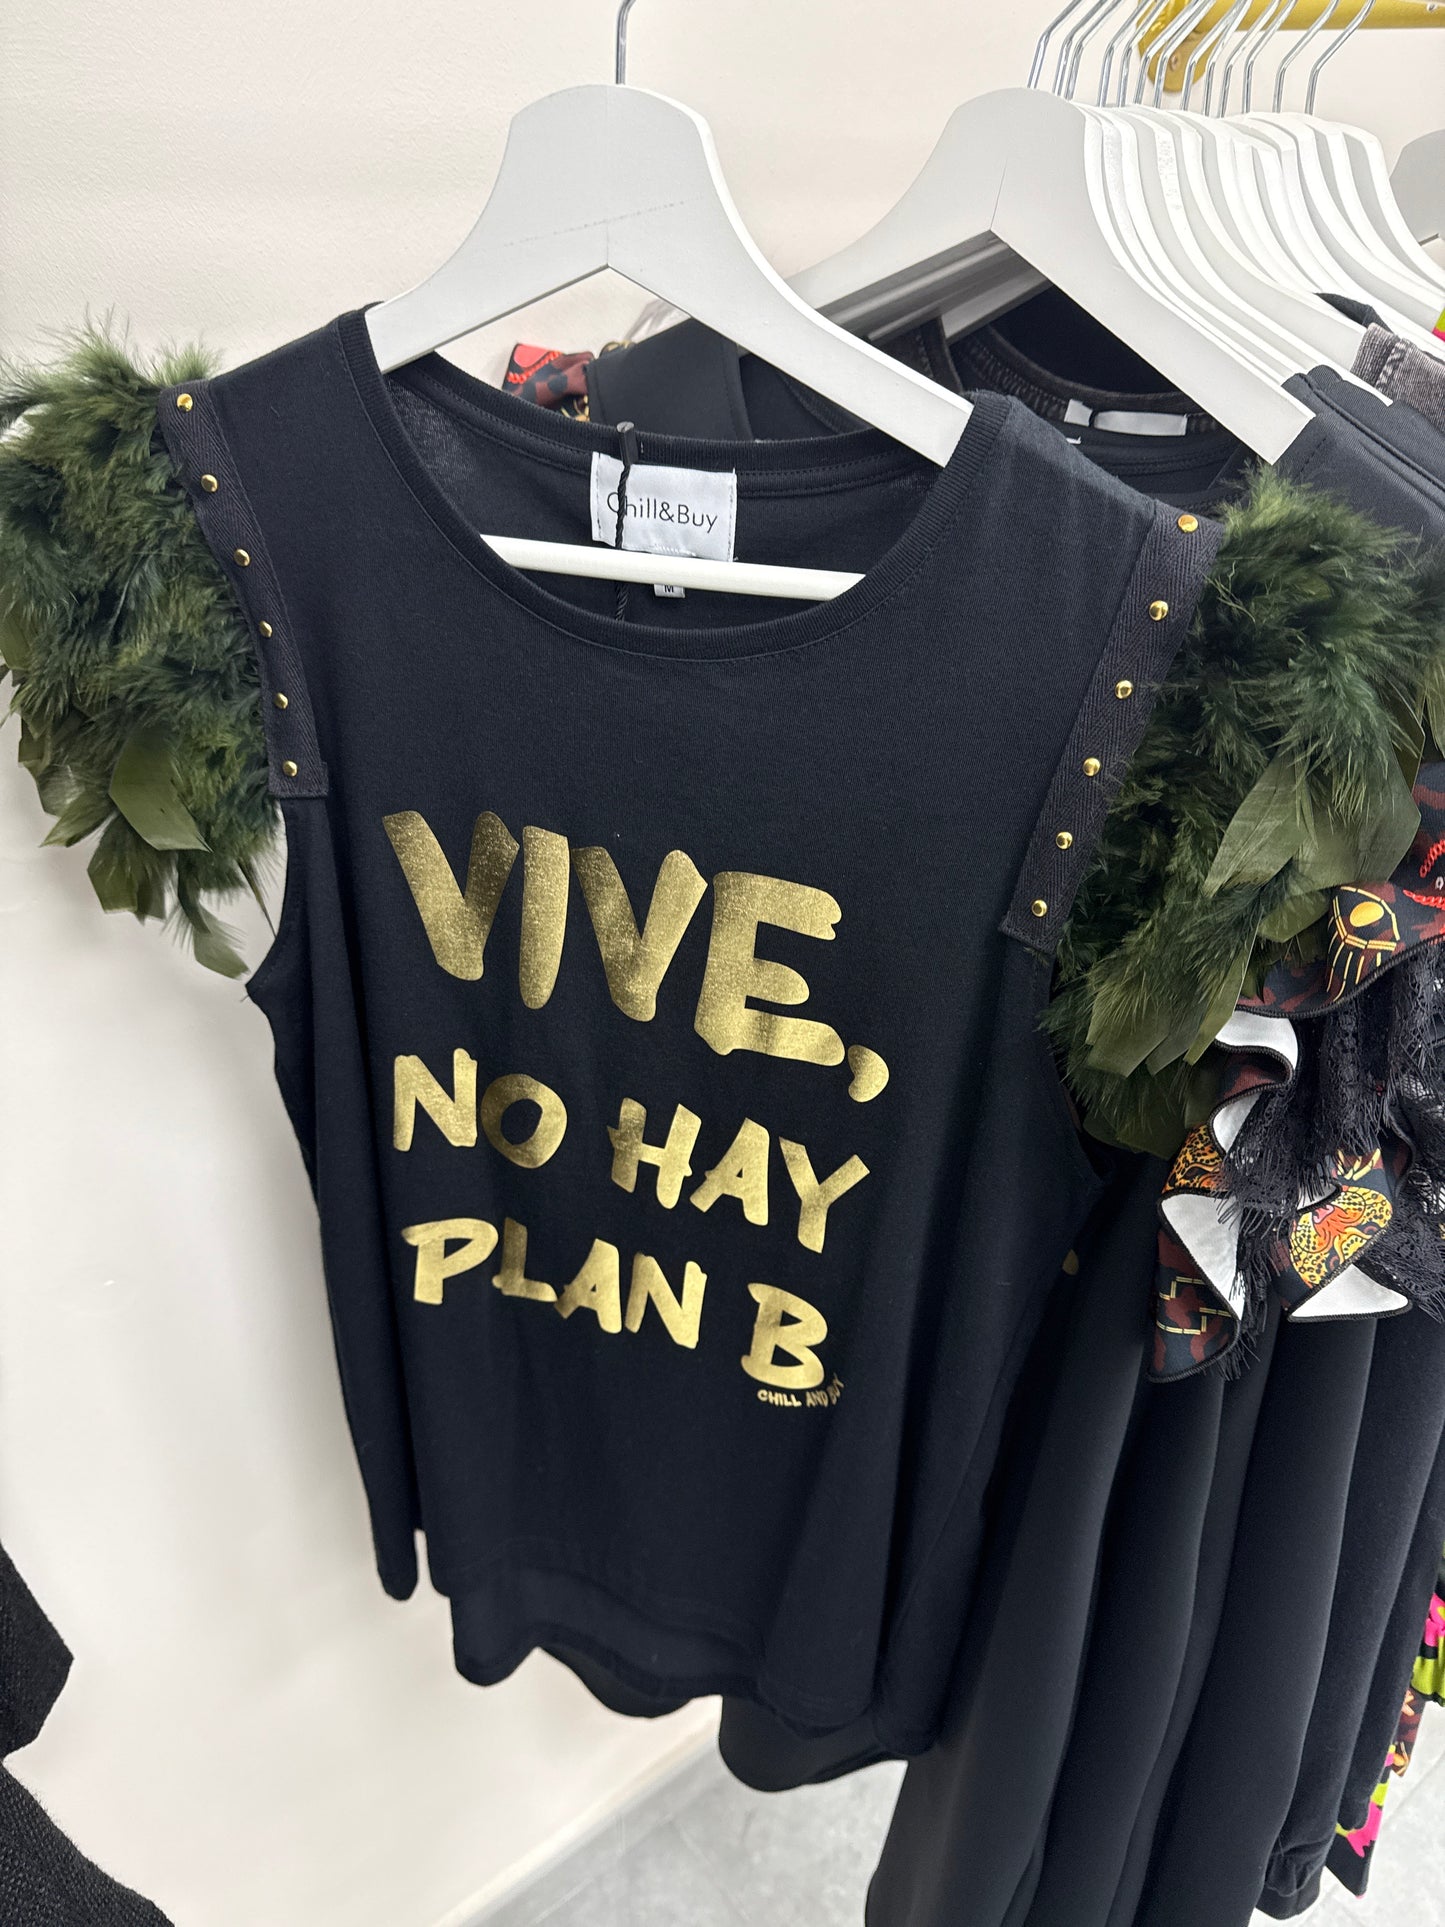 Chill&Buy
M
VIVE,
NO HAY
PLAN B
CHILL AND BUY